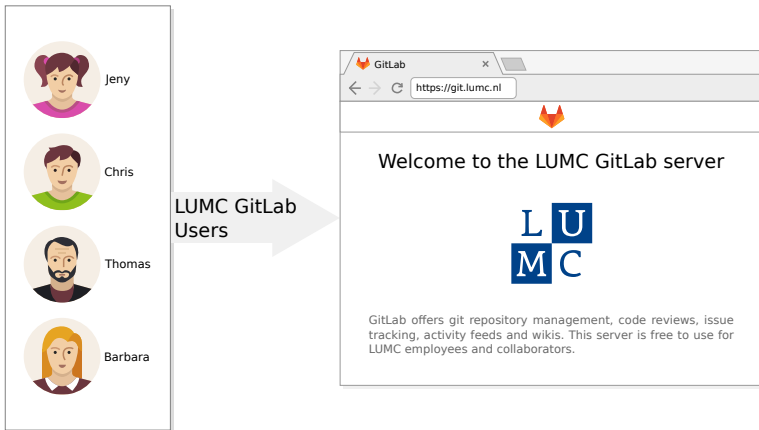 Jeny
Chris
Thomas
Barbara
LUMC GitLab
Users
GitLab
https://git.lumc.nl
Welcome to the LUMC GitLab server
L U
M C
GitLab offers git repository management, code reviews, issue
tracking, activity feeds and wikis. This server is free to use for
LUMC employees and collaborators.